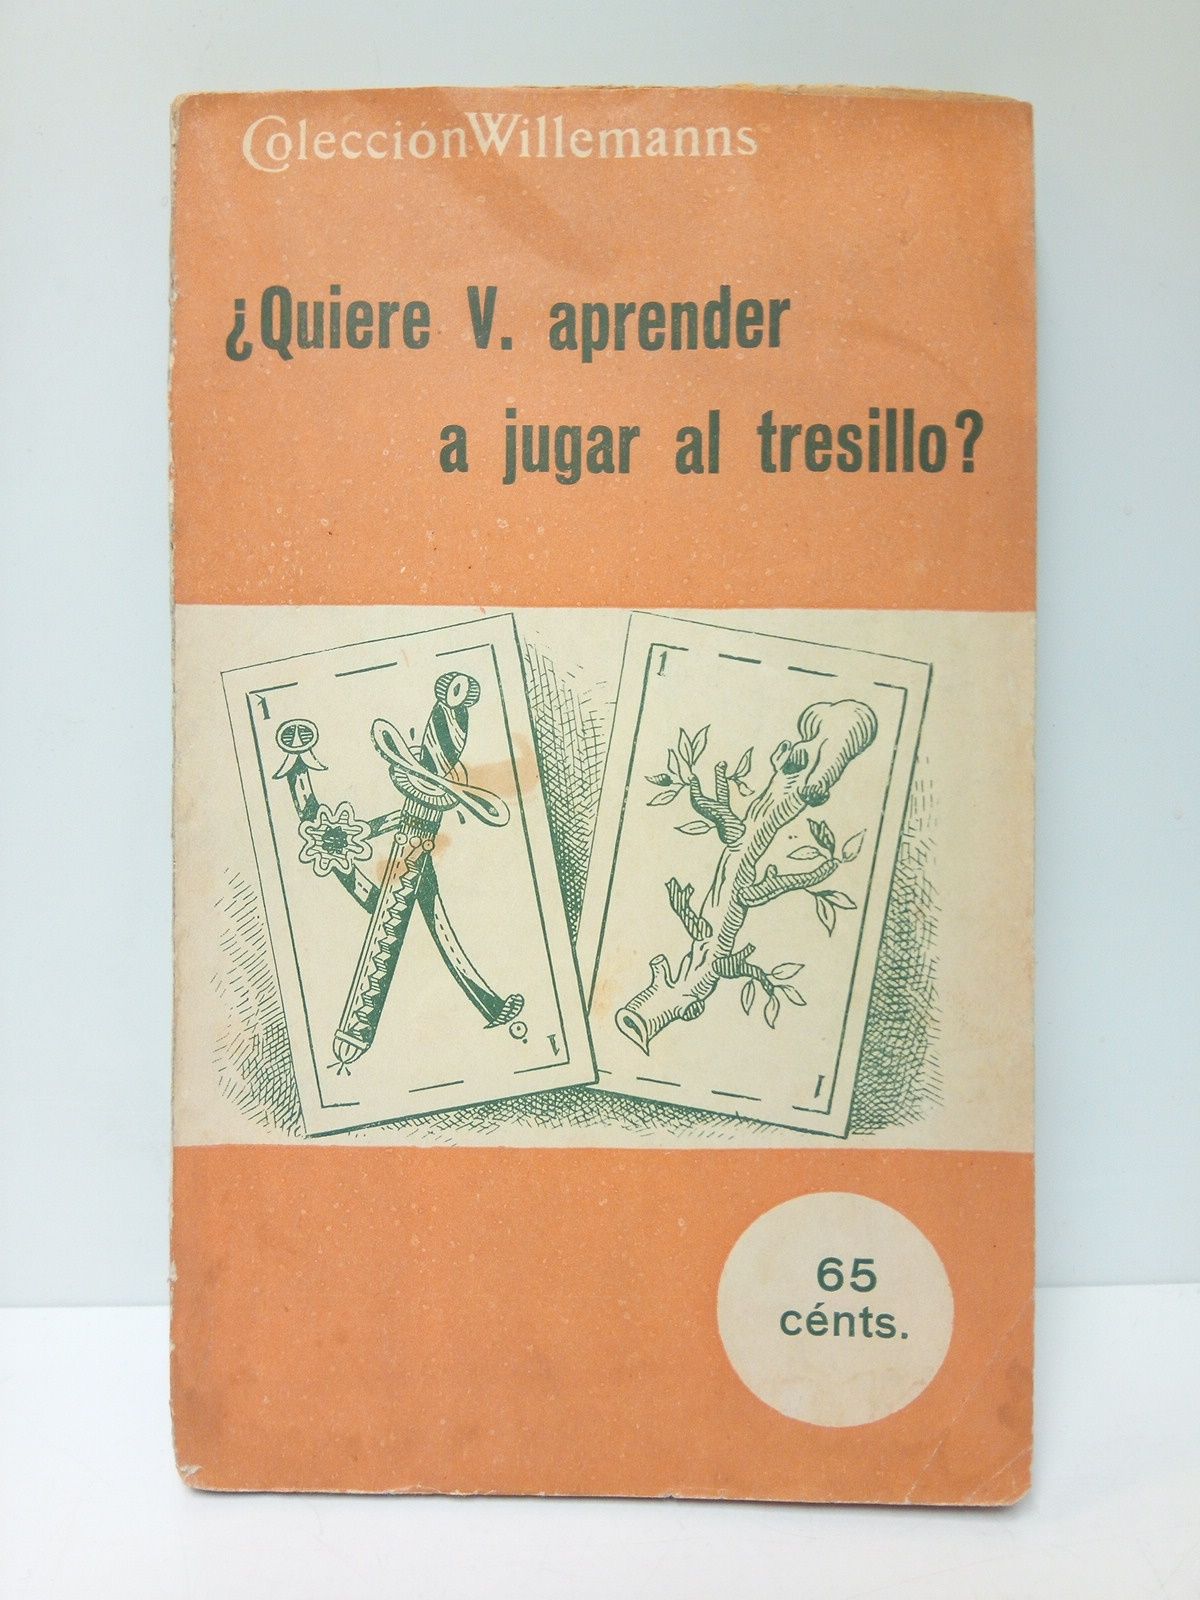 Colección Willemanns
¿Quiere V. aprender
a jugar al tresillo?
1
1
1
1
65
cénts.